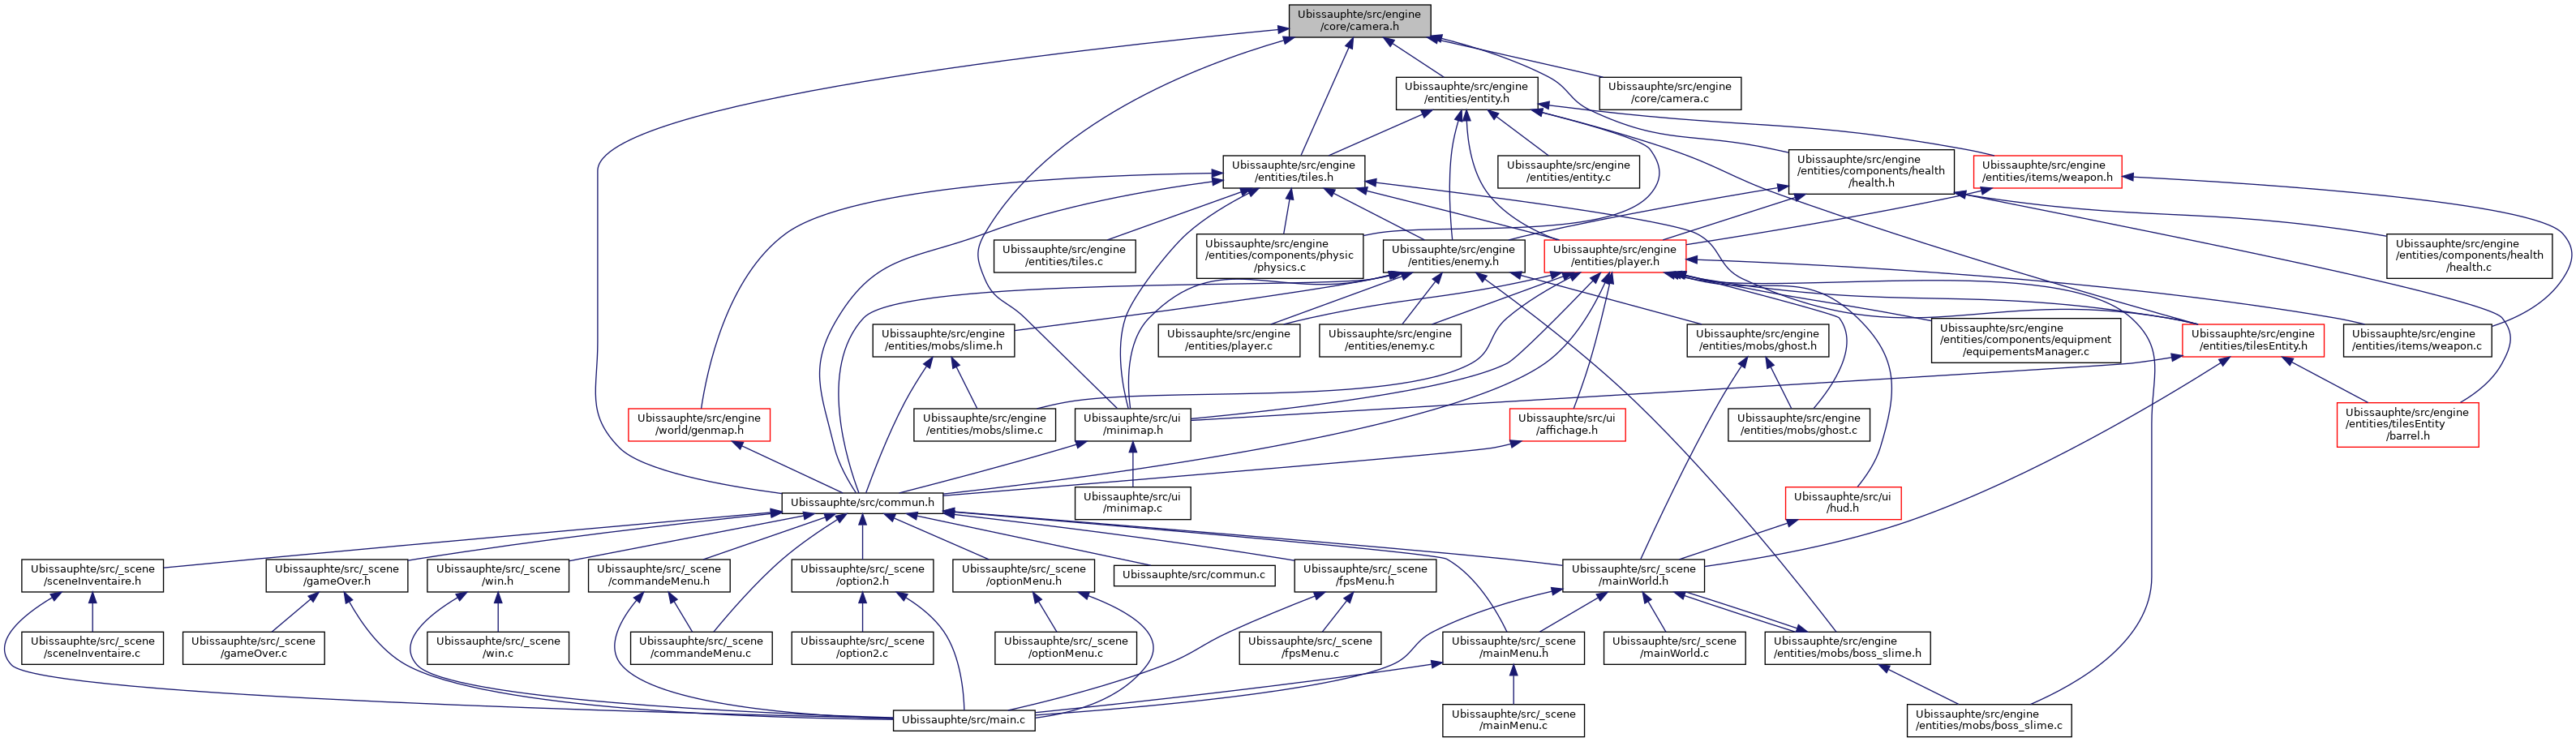 Ubissauphte/src/engine
/core/camera.h
Ubissauphte/src/engine
/entities/entity.h
Ubissauphte/src/engine
/core/camera.c
Ubissauphte/src/engine
/entities/tiles.h
Ubissauphte/src/engine
/entities/entity.c
Ubissauphte/src/engine
/entities/components/health
/health.h
Ubissauphte/src/engine
/entities/items/weapon.h
Ubissauphte/src/engine
/entities/tiles.c
Ubissauphte/src/engine
/entities/components/physic
/physics.c
Ubissauphte/src/engine
/entities/enemy.h
Ubissauphte/src/engine
/entities/player.h
Ubissauphte/src/engine
/entities/components/health
/health.c
Ubissauphte/src/engine
/entities/mobs/slime.h
Ubissauphte/src/engine
/entities/player.c
Ubissauphte/src/engine
/entities/enemy.c
Ubissauphte/src/engine
/entities/mobs/ghost.h
Ubissauphte/src/engine
/entities/components/equipment
/equipementsManager.c
Ubissauphte/src/engine
/entities/tilesEntity.h
Ubissauphte/src/engine
/entities/items/weapon.c
Ubissauphte/src/engine
/world/genmap.h
Ubissauphte/src/engine
/entities/mobs/slime.c
Ubissauphte/src/ui
/minimap.h
Ubissauphte/src/ui
/affichage.h
Ubissauphte/src/engine
/entities/mobs/ghost.c
Ubissauphte/src/engine
/entities/tilesEntity
/barrel.h
Ubissauphte/src/commun.h
Ubissauphte/src/ui
/minimap.c
Ubissauphte/src/ui
/hud.h
Ubissauphte/src/_scene
/sceneInventaire.h
Ubissauphte/src/_scene
/gameOver.h
Ubissauphte/src/_scene
/win.h
Ubissauphte/src/_scene
/commandeMenu.h
Ubissauphte/src/_scene
/option2.h
Ubissauphte/src/_scene
/optionMenu.h
Ubissauphte/src/commun.c
Ubissauphte/src/_scene
/fpsMenu.h
Ubissauphte/src/_scene
/mainWorld.h
Ubissauphte/src/_scene
/sceneInventaire.c
Ubissauphte/src/_scene
/gameOver.c
Ubissauphte/src/_scene
/win.c
Ubissauphte/src/_scene
/commandeMenu.c
Ubissauphte/src/_scene
/option2.c
Ubissauphte/src/_scene
/optionMenu.c
Ubissauphte/src/_scene
/fpsMenu.c
Ubissauphte/src/_scene
/mainMenu.h
Ubissauphte/src/_scene
/mainWorld.c
Ubissauphte/src/engine
/entities/mobs/boss_slime.h
Ubissauphte/src/main.c
Ubissauphte/src/_scene
/mainMenu.c
Ubissauphte/src/engine
/entities/mobs/boss_slime.c